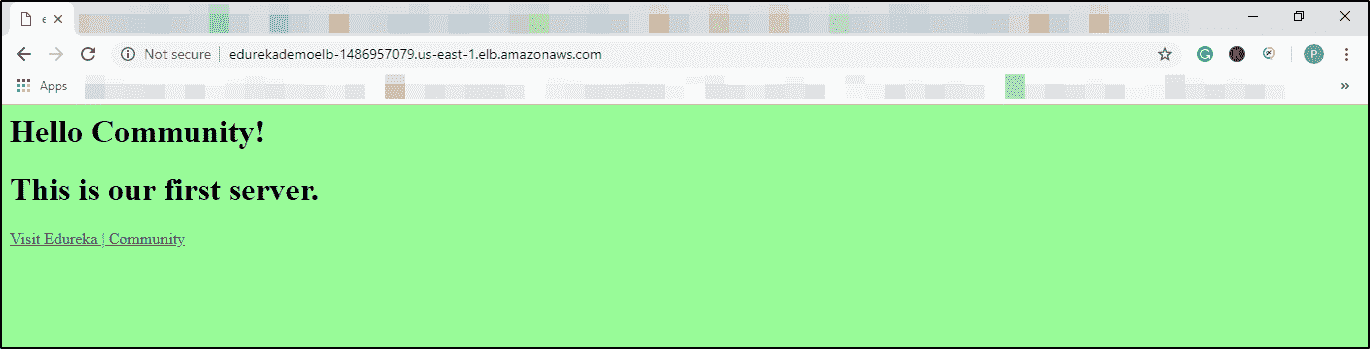 e
Not secure
edurekademoelb-1486957079.us-east-1.elb.amazonaws.com
P
Apps
Hello Community!
This is our first server.
Visit Edureka | Community